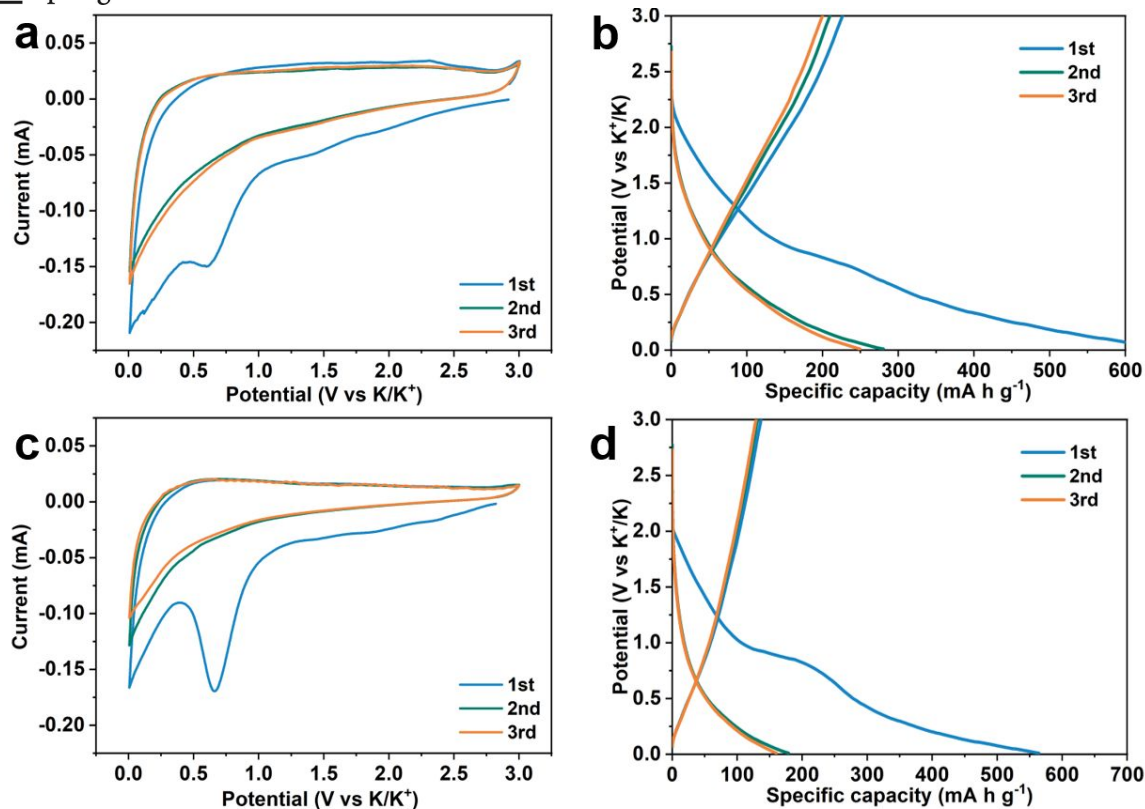 a
0.05
0.00
-0.05
-0.10
-0.15
-0.20
Current (mA)
1st
2nd
3rd
0.0 0.5 1.0 1.5 2.0 2.5 3.0
Potential (V vs K/K⁺)
b
3.0
2.5
2.0
1.5
1.0
0.5
0.0
Potential (V vs K⁺/K)
1st
2nd
3rd
0 100 200 300 400 500 600
Specific capacity (mA h g⁻¹)
c
0.05
0.00
-0.05
-0.10
-0.15
-0.20
Current (mA)
1st
2nd
3rd
0.0 0.5 1.0 1.5 2.0 2.5 3.0
Potential (V vs K/K⁺)
d
3.0
2.5
2.0
1.5
1.0
0.5
0.0
Potential (V vs K⁺/K)
1st
2nd
3rd
0 100 200 300 400 500 600 700
Specific capacity (mA h g⁻¹)